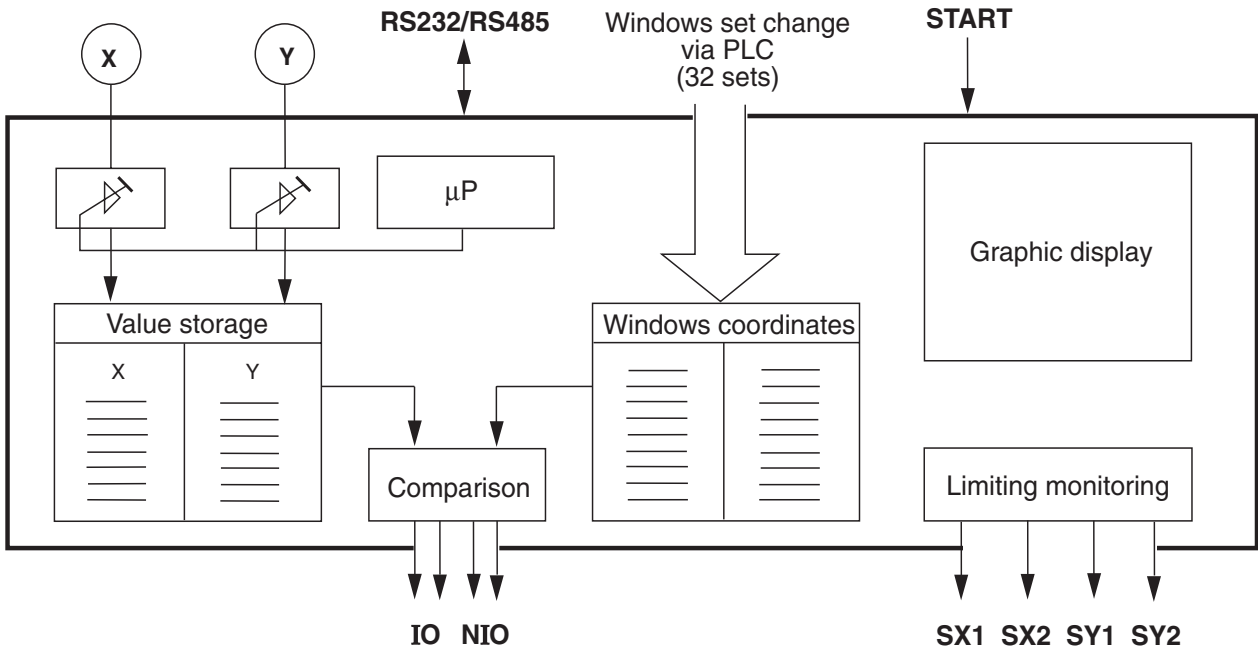 RS232/RS485
Windows set change
via PLC
(32 sets)
START
X
Y
μP
Graphic display
Value storage
X
Y
Windows coordinates
Comparison
Limiting monitoring
IO
NIO
SX1
SX2
SY1
SY2